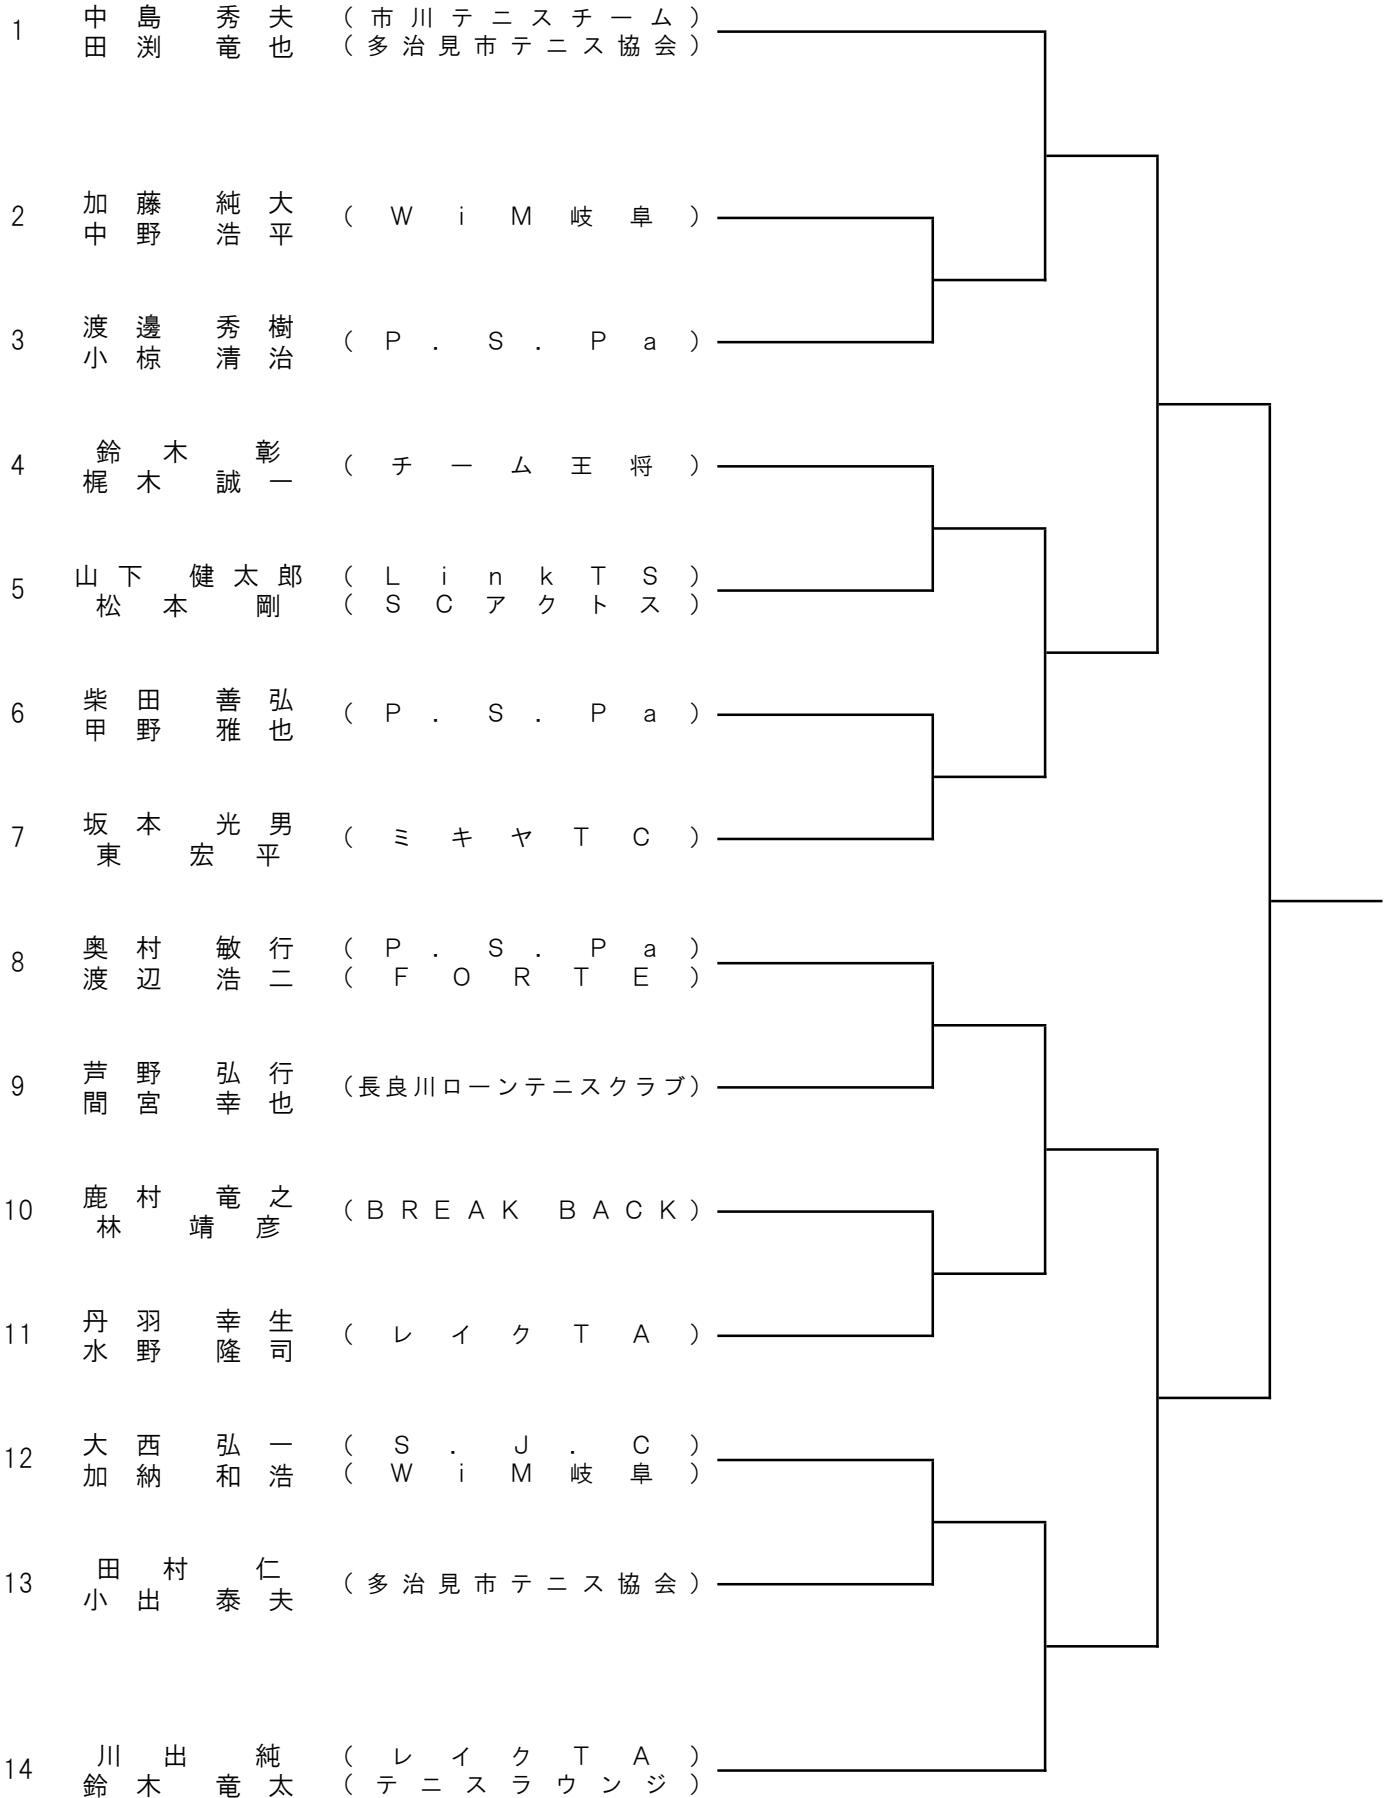 1 中島 秀夫 (市川テニスチーム)
田渕 竜也 (多治見市テニス協会)
2 加藤 純大 (WiM岐阜)
中野 浩平
3 渡邊 秀樹 (P.S.Pa)
小椋 清治
4 鈴木 彰 (チーム王将)
梶木 誠一
5 山下 健太郎 (LinkTS)
松本 剛 (SCアクトス)
6 柴田 善弘 (P.S.Pa)
甲野 雅也
7 坂本 光男 (ミキヤTC)
東 宏平
8 奥村 敏行 (P.S.Pa)
渡辺 浩二 (FORTE)
9 芦野 弘行 (長良川ローンテニスクラブ)
間宮 幸也
10 鹿村 竜之 (BREAK BACK)
林 靖彦
11 丹羽 幸生 (レイクTA)
水野 隆司
12 大西 弘一 (S.J.C)
加納 和浩 (WiM岐阜)
13 田村 仁 (多治見市テニス協会)
小出 泰夫
14 川出 純 (レイクTA)
鈴木 竜太 (テニスラウンジ)